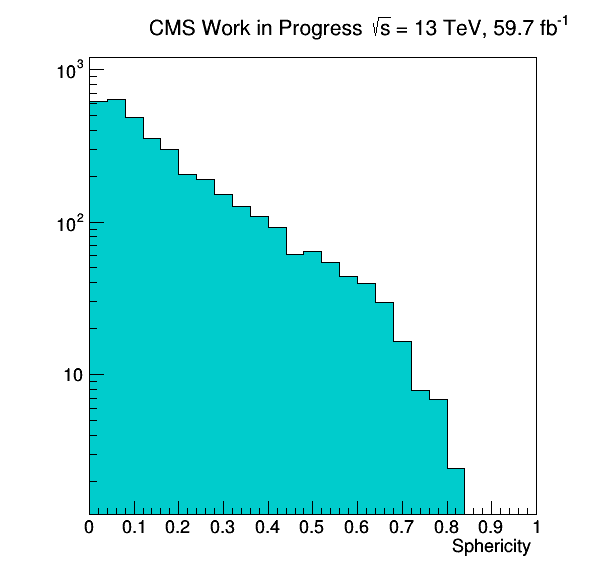 CMS Work in Progress √s = 13 TeV, 59.7 fb⁻¹
10³
10²
10
0 0.1 0.2 0.3 0.4 0.5 0.6 0.7 0.8 0.9 1
Sphericity